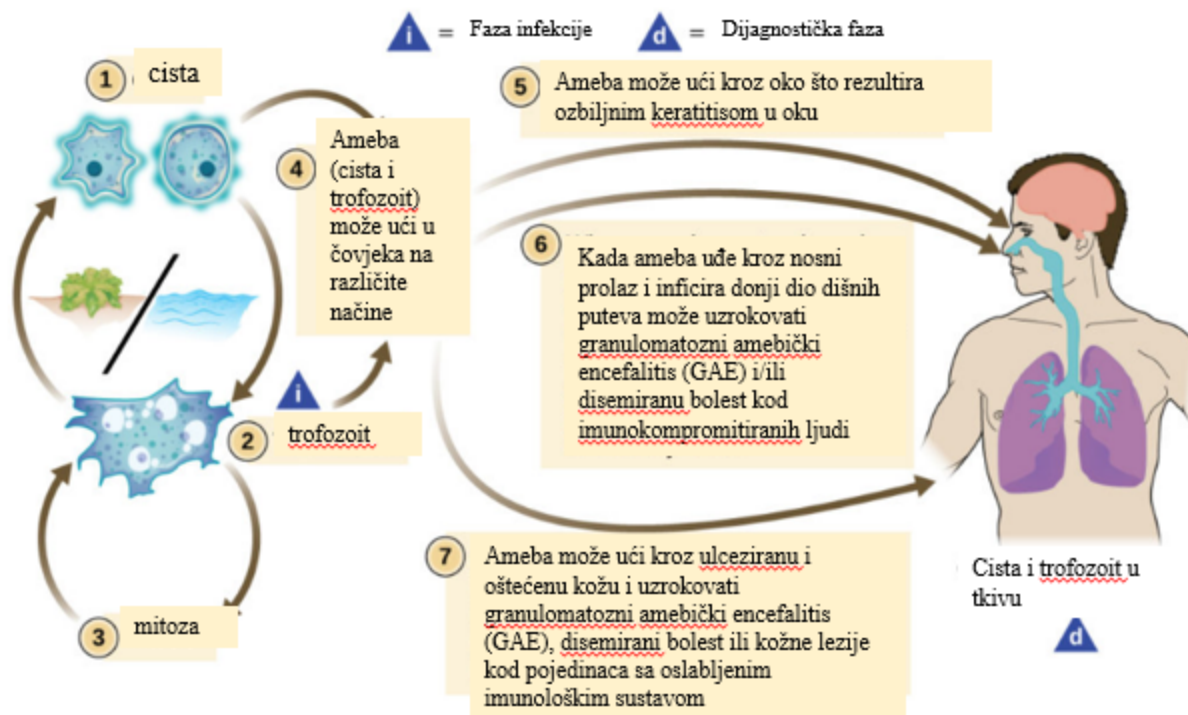 i = Faza infekcije
d = Dijagnostička faza
1 cista
2 trofozoit
i
3 mitoza
4 Ameba
(cista i
trofozoit)
može ući u
čovjeka na
različite
načine
5 Ameba može ući kroz oko što rezultira
ozbiljnim keratitisom u oku
6 Kada ameba uđe kroz nosni
prolaz i inficira donji dio dišnih
puteva može uzrokovati
granulomatozni amebički
encefalitis (GAE) i/ili
disemiranu bolest kod
imunokompromitiranih ljudi
7 Ameba može ući kroz ulceziranu i
oštećenu kožu i uzrokovati
granulomatozni amebički encefalitis
(GAE), disemirani bolest ili kožne lezije
kod pojedinaca sa oslabljenim
imunološkim sustavom
Cista i trofozoit u
tkivu
d